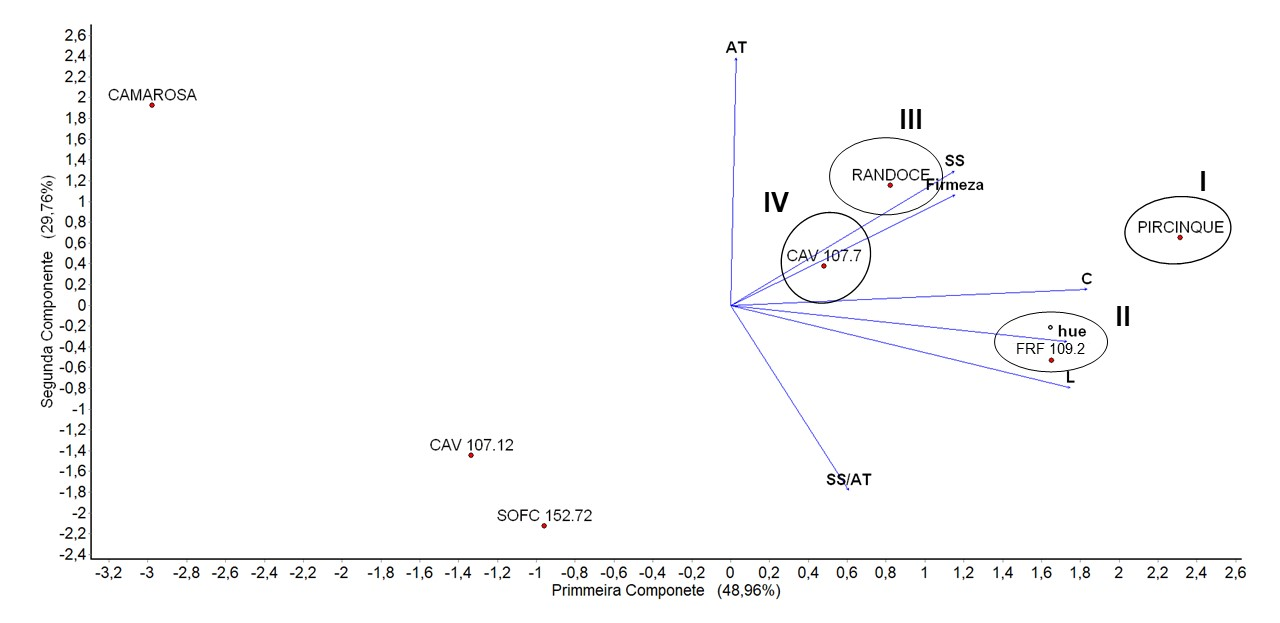 2,6
2,4
2,2
2
1,8
1,6
1,4
1,2
1
0,8
0,6
0,4
0,2
0
-0,2
-0,4
-0,6
-0,8
-1
-1,2
-1,4
-1,6
-1,8
-2
-2,2
-2,4
Segunda Componente (29,76%)
AT
CAMAROSA
III
SS
RANDOCE
Firmeza
I
IV
PIRCINQUE
CAV 107.7
C
II
hue
FRF 109.2
L
CAV 107.12
SS/AT
SOFC 152.72
-3,2 -3 -2,8 -2,6 -2,4 -2,2 -2 -1,8 -1,6 -1,4 -1,2 -1 -0,8 -0,6 -0,4 -0,2 0 0,2 0,4 0,6 0,8 1 1,2 1,4 1,6 1,8 2 2,2 2,4 2,6
Primmeira Componete (48,96%)